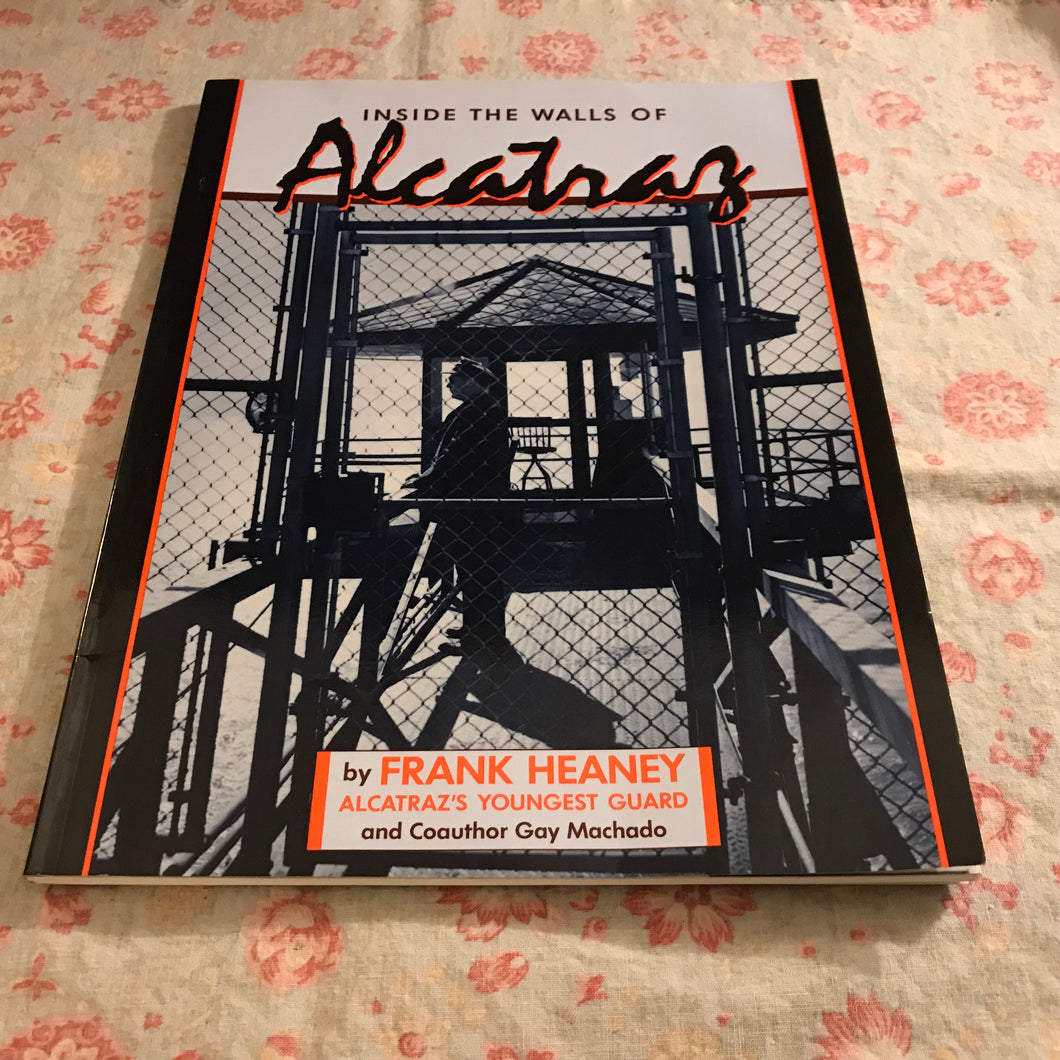 INSIDE THE WALLS OF
Alcatraz
by FRANK HEANEY
ALCATRAZ'S YOUNGEST GUARD
and Coauthor Gay Machado